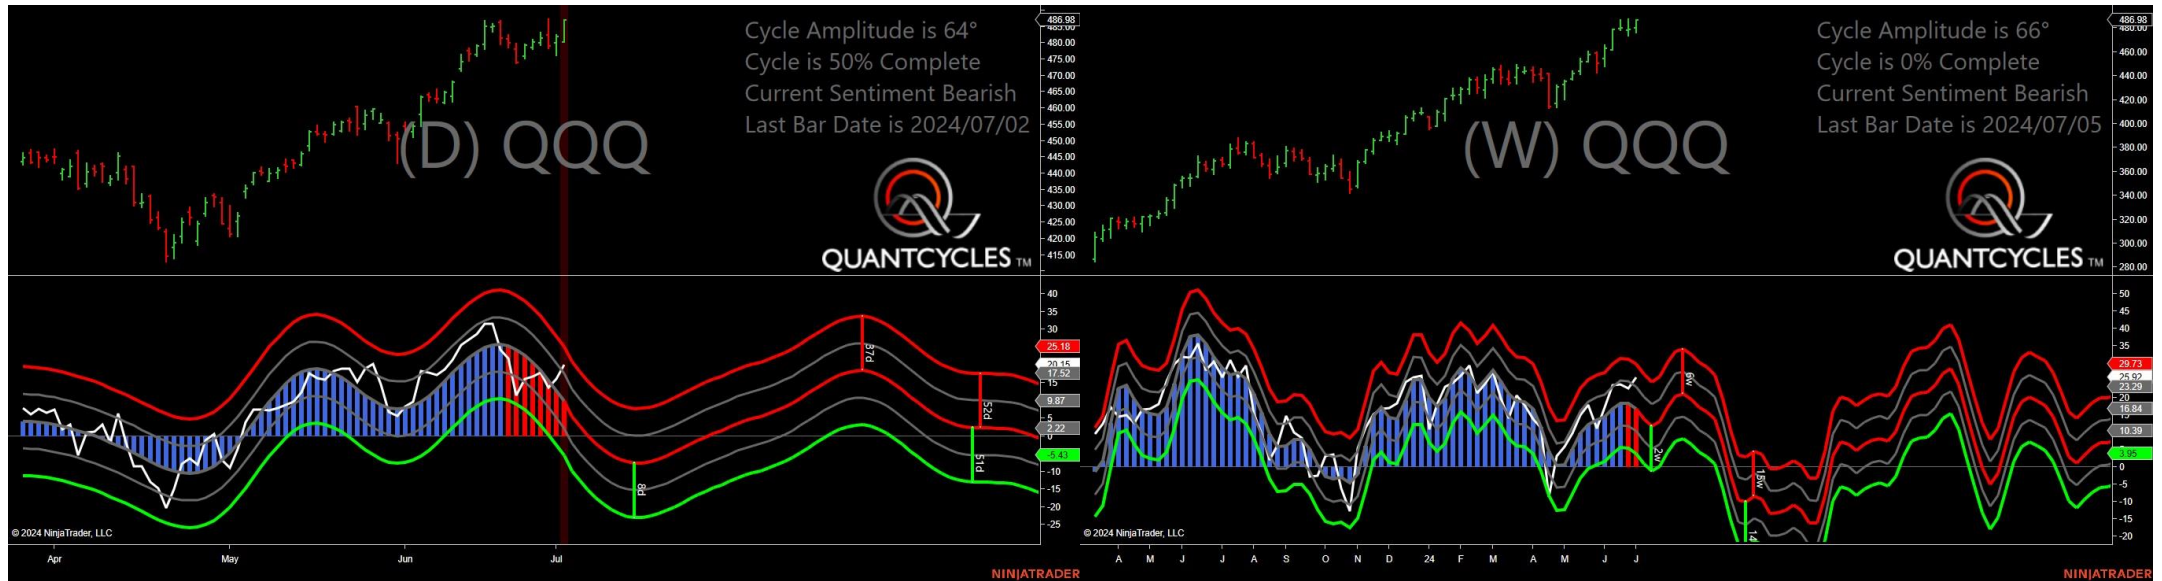 Cycle Amplitude is 64°
Cycle is 50% Complete
Current Sentiment Bearish
Last Bar Date is 2024/07/02
(D) QQQ
QUANTCYCLES TM
486.98
485.00
480.00
475.00
470.00
465.00
460.00
455.00
450.00
445.00
440.00
435.00
430.00
425.00
420.00
415.00
40
35
30
25.18
20.15
17.52
15
9.87
5
2.22
0
-5.43
-10
-15
-20
-25
8d
37d
52d
51d
© 2024 NinjaTrader, LLC
Apr May Jun Jul
NINJATRADER
Cycle Amplitude is 66°
Cycle is 0% Complete
Current Sentiment Bearish
Last Bar Date is 2024/07/05
(W) QQQ
QUANTCYCLES TM
486.98
480.00
460.00
440.00
420.00
400.00
380.00
360.00
340.00
320.00
300.00
280.00
50
45
40
35
29.73
25.92
23.29
20
16.84
10.39
3.95
0
-5
-10
-15
-20
2w
6w
14
© 2024 NinjaTrader, LLC
A M J J A S O N D 24 F M A M J J
NINJATRADER